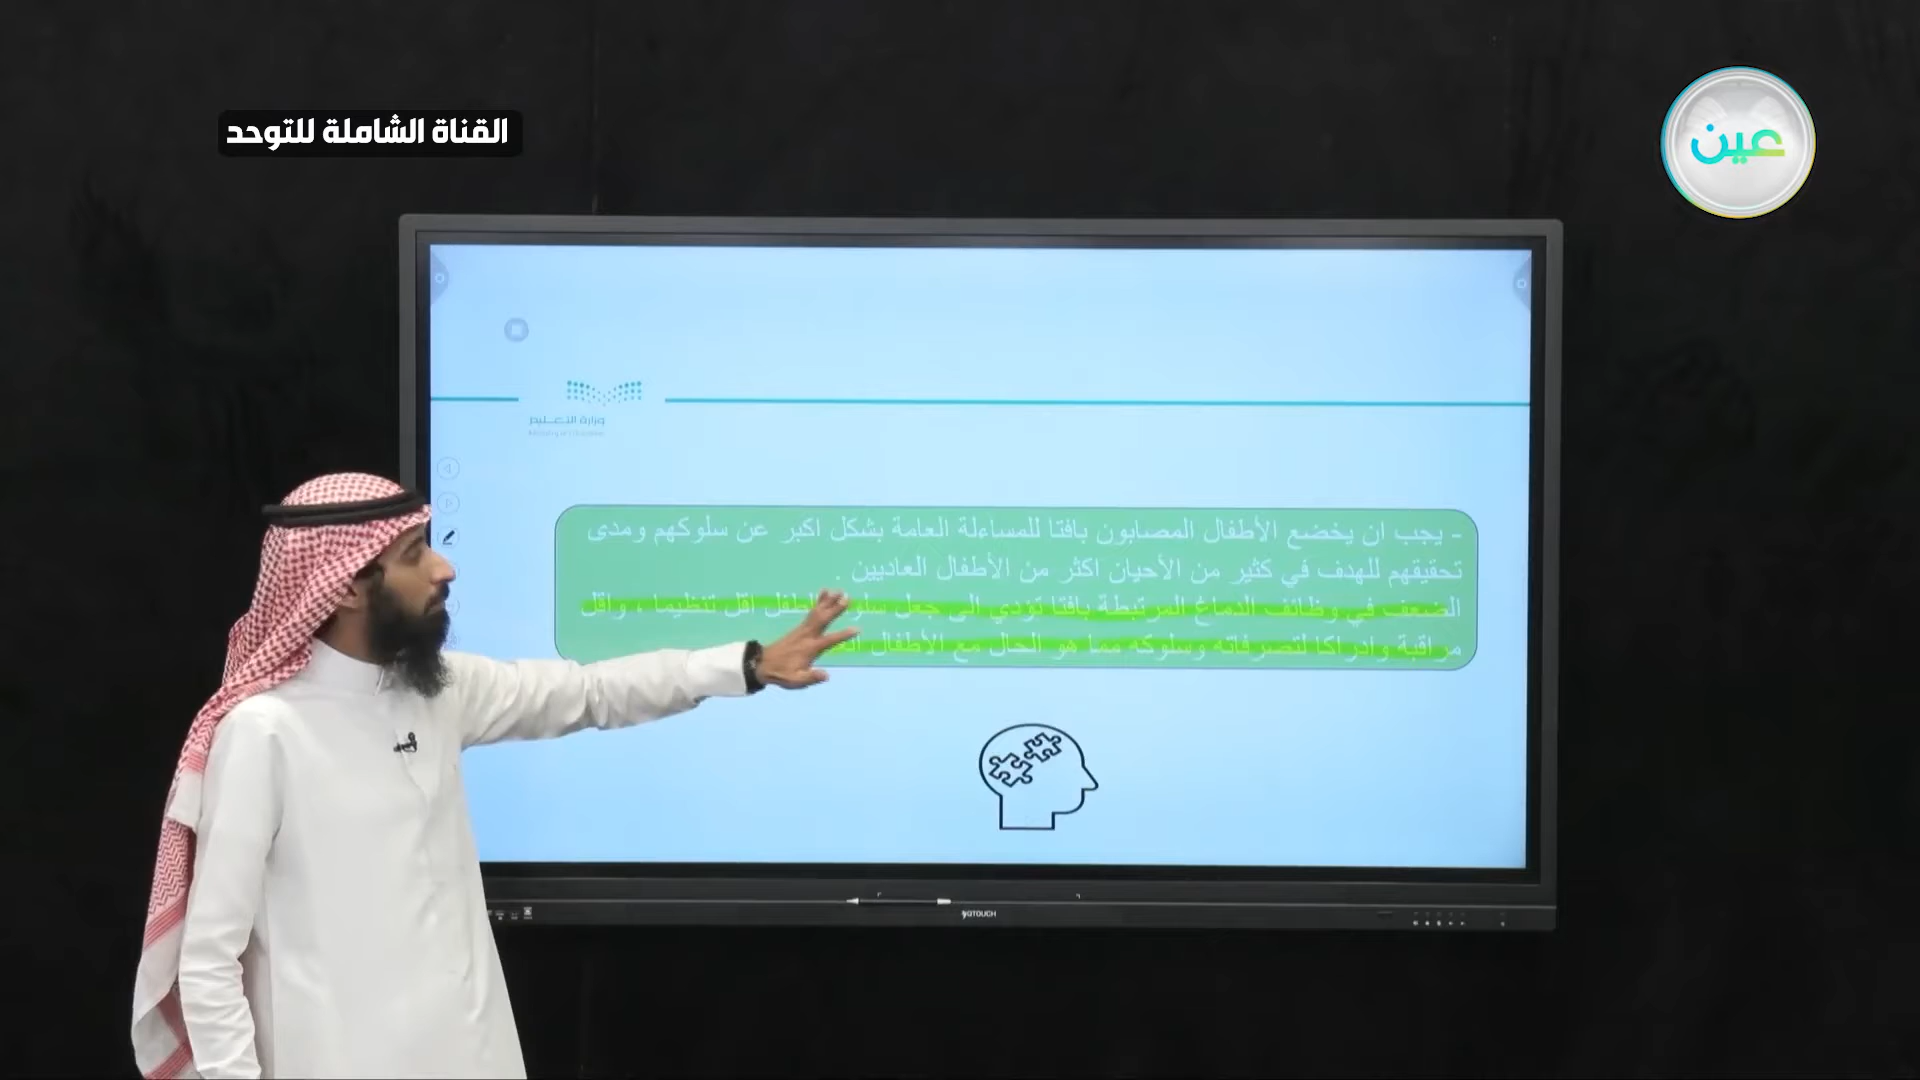 القناة الشاملة للتوحد
عين
وزارة التعليم
- يجب ان يخضع الأطفال المصابون بافتا للمساءلة العامة بشكل اكبر عن سلوكهم ومدى
تحقيقهم للهدف في كثير من الأحيان اكثر من الأطفال العاديين .
الضعف في وظائف الدماغ المرتبطة بافتا تؤدي الى جعل سلوك الطفل اقل تنظيما ، واقل
مراقبة وادراكا لتصرفاته وسلوكه مما هو الحال مع الأطفال
QTOUCH